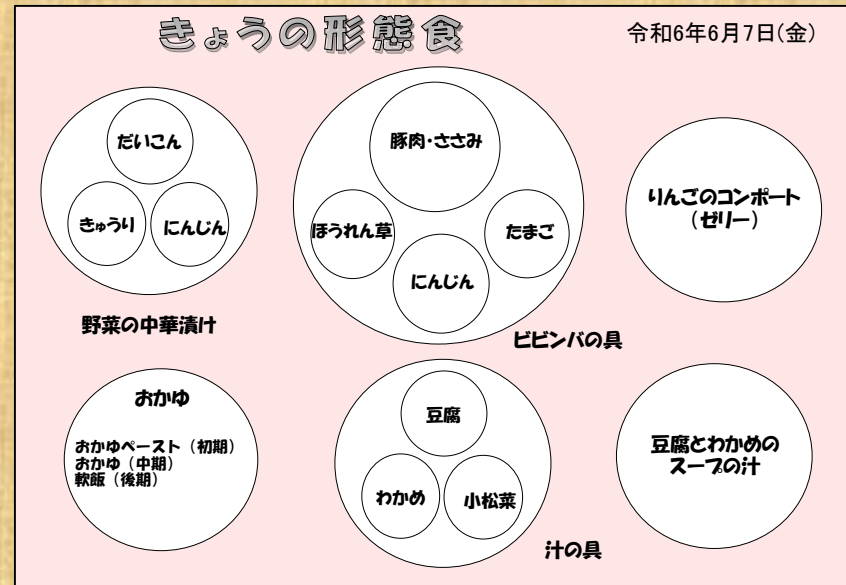 きょうの形態食
令和6年6月7日(金)
だいこん
きゅうり
にんじん
野菜の中華漬け
豚肉・ささみ
ほうれん草
たまご
にんじん
ビビンバの具
りんごのコンポート
（ゼリー）
おかゆ
おかゆペースト（初期）
おかゆ（中期）
軟飯（後期）
豆腐
わかめ
小松菜
汁の具
豆腐とわかめの
スープの汁